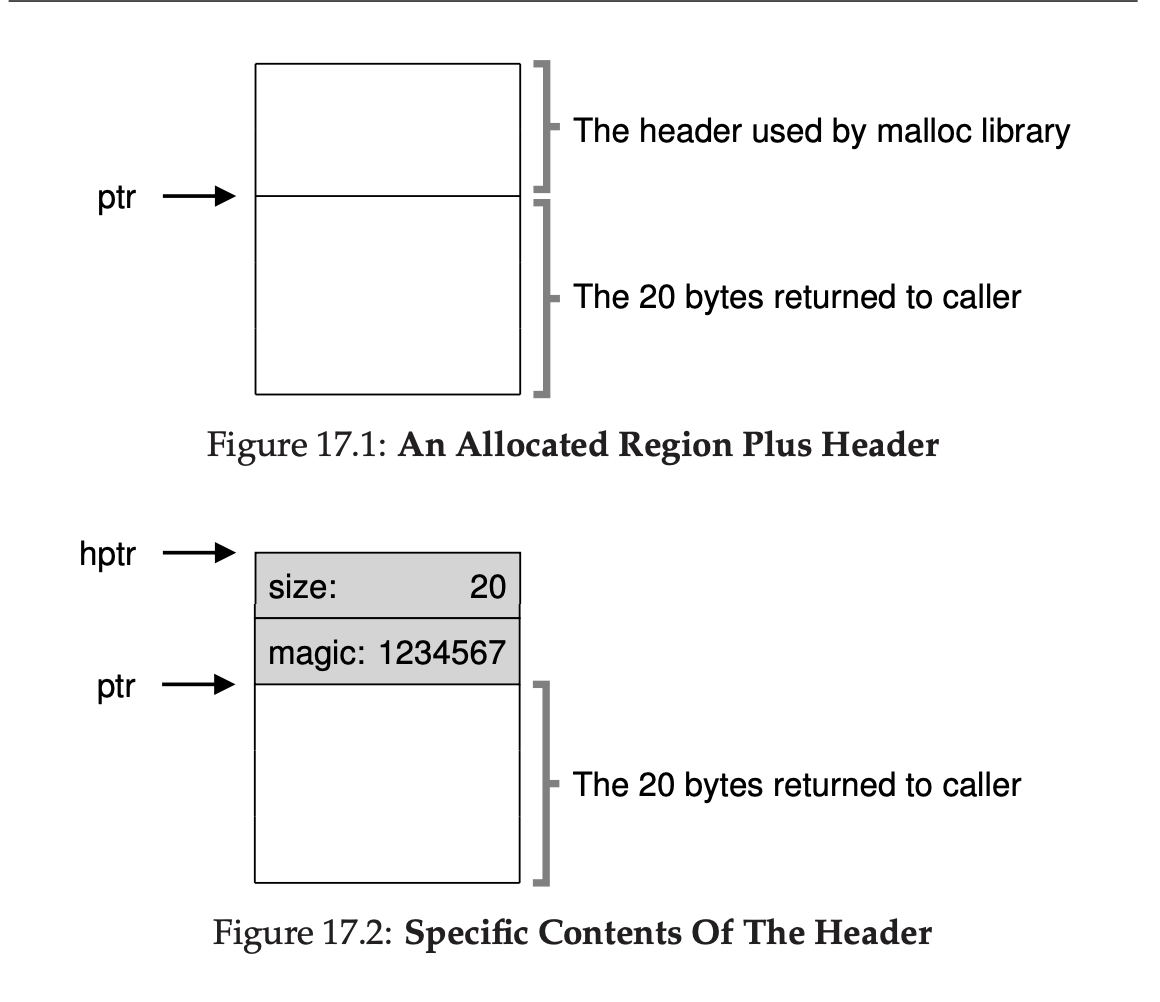 The header used by malloc library
ptr
The 20 bytes returned to caller
Figure 17.1: An Allocated Region Plus Header
hptr
size: 20
magic: 1234567
ptr
The 20 bytes returned to caller
Figure 17.2: Specific Contents Of The Header